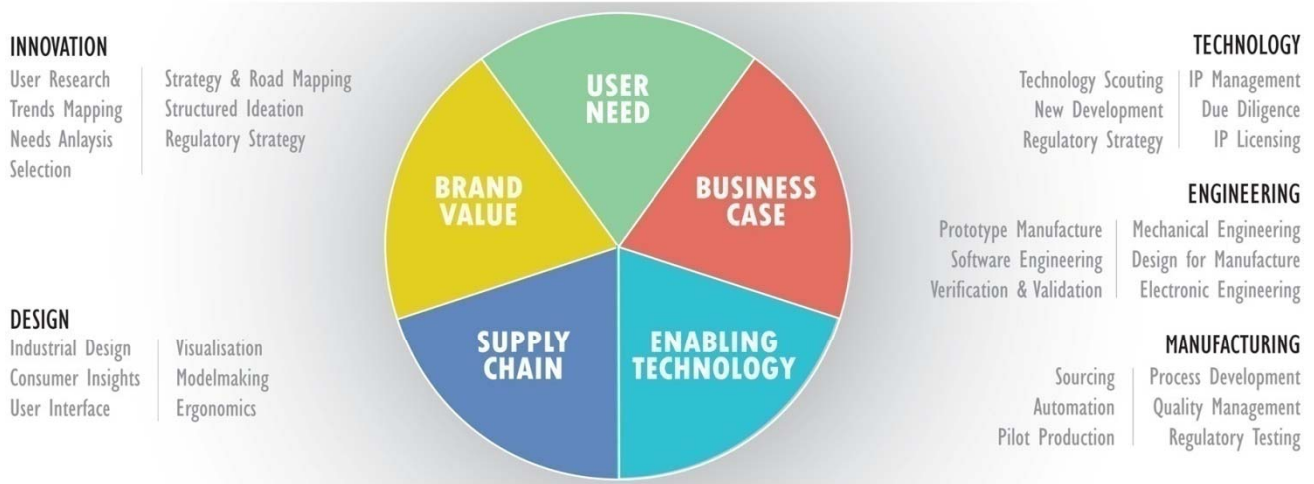 INNOVATION
User Research
Trends Mapping
Needs Anlaysis
Selection
Strategy & Road Mapping
Structured Ideation
Regulatory Strategy
DESIGN
Industrial Design
Consumer Insights
User Interface
Visualisation
Modelmaking
Ergonomics
USER
NEED
BRAND
VALUE
BUSINESS
CASE
SUPPLY
CHAIN
ENABLING
TECHNOLOGY
TECHNOLOGY
Technology Scouting
New Development
Regulatory Strategy
IP Management
Due Diligence
IP Licensing
ENGINEERING
Prototype Manufacture
Software Engineering
Verification & Validation
Mechanical Engineering
Design for Manufacture
Electronic Engineering
MANUFACTURING
Sourcing
Automation
Pilot Production
Process Development
Quality Management
Regulatory Testing